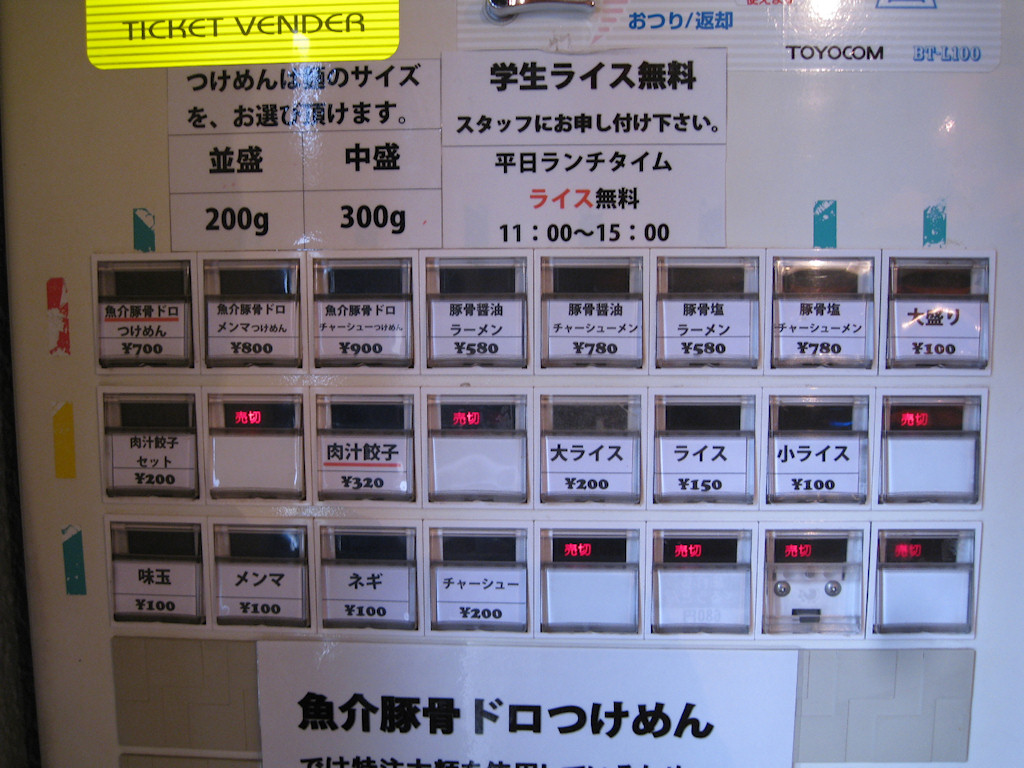 TICKET VENDER
おつり/返却
TOYOCOM BT-L100
つけめんは麺のサイズ
を、お選び頂けます。
並盛 中盛
200g 300g
学生ライス無料
スタッフにお申し付け下さい。
平日ランチタイム
ライス無料
11：00～15：00
魚介豚骨ドロ
つけめん
¥700
魚介豚骨ドロ
メンマつけめん
¥800
魚介豚骨ドロ
チャーシューつけめん
¥900
豚骨醤油
ラーメン
¥580
豚骨醤油
チャーシューメン
¥780
豚骨塩
ラーメン
¥580
豚骨塩
チャーシューメン
¥780
大盛り
¥100
肉汁餃子
セット
¥200
売切
肉汁餃子
¥320
売切
大ライス
¥200
ライス
¥150
小ライス
¥100
売切
味玉
¥100
メンマ
¥100
ネギ
¥100
チャーシュー
¥200
売切
売切
売切
売切
魚介豚骨ドロつけめん